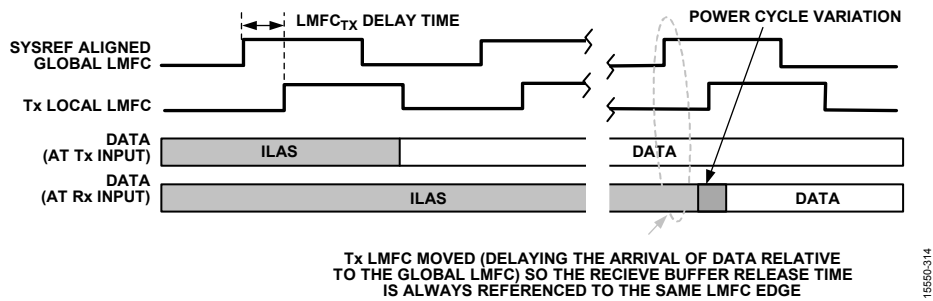 LMFCTX DELAY TIME
POWER CYCLE VARIATION
SYSREF ALIGNED
GLOBAL LMFC
Tx LOCAL LMFC
DATA
(AT Tx INPUT)
ILAS
DATA
DATA
(AT Rx INPUT)
ILAS
DATA
Tx LMFC MOVED (DELAYING THE ARRIVAL OF DATA RELATIVE
TO THE GLOBAL LMFC) SO THE RECIEVE BUFFER RELEASE TIME
IS ALWAYS REFERENCED TO THE SAME LMFC EDGE
15550-314